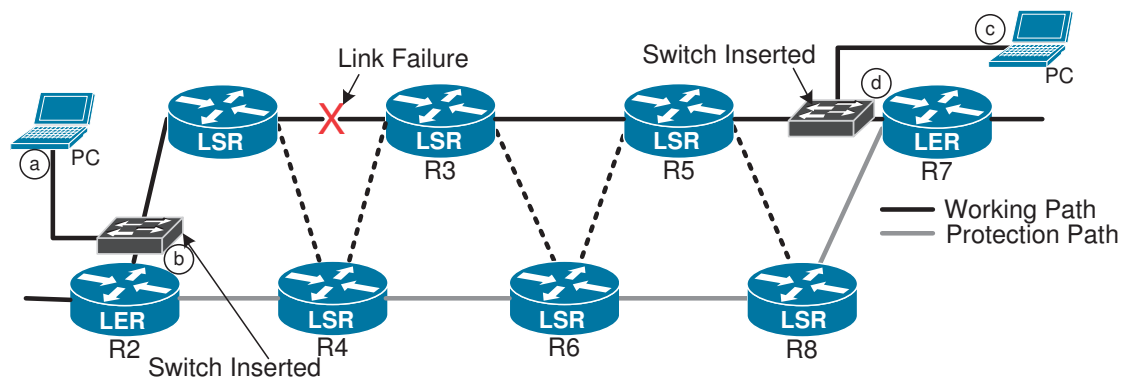 c
Link Failure
Switch Inserted
PC
d
PC
a
LSR
LSR
LSR
LER
R3
R5
R7
Working Path
Protection Path
b
LER
LSR
LSR
LSR
R2
R4
R6
R8
Switch Inserted